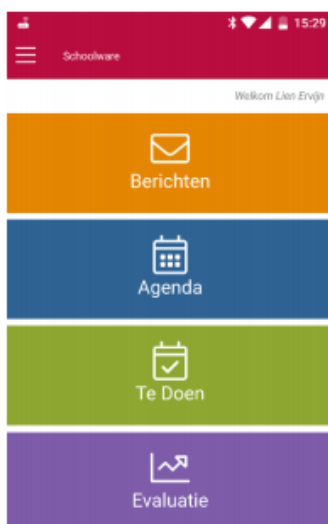 15:29
Schoolware
Welkom Lien Ervijn
Berichten
Agenda
Te Doen
Evaluatie